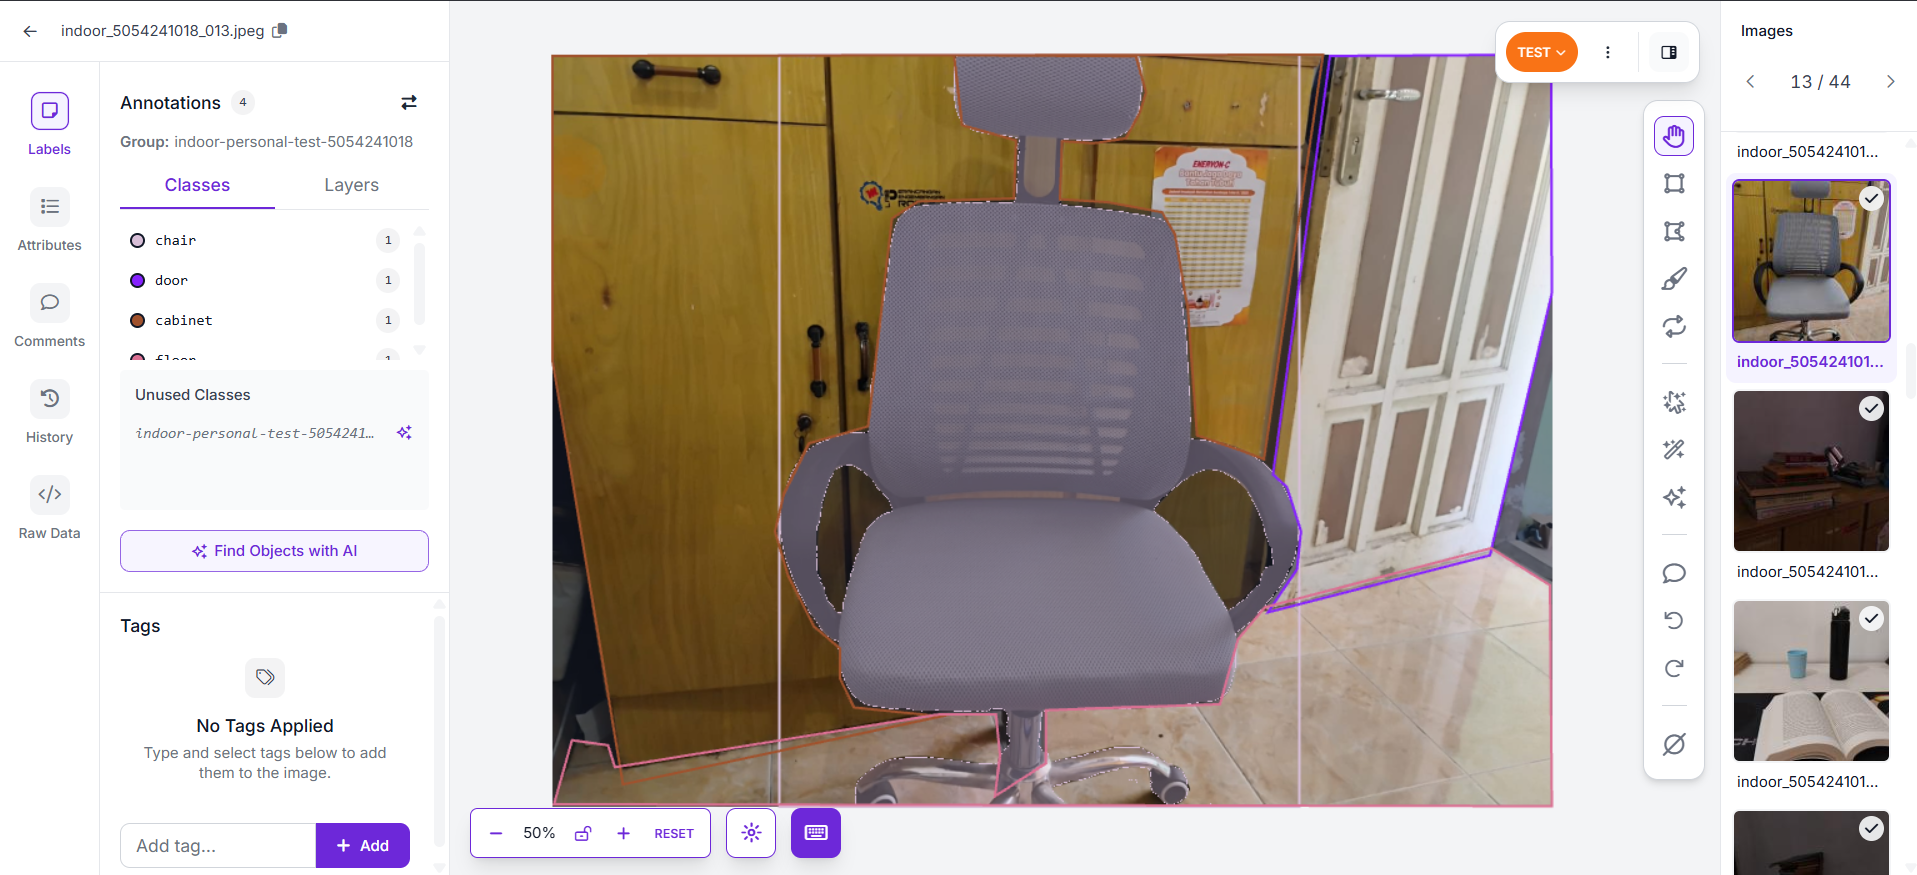 indoor_5054241018_013.jpeg
Labels
Attributes
Comments
History
Raw Data
Annotations 4
Group: indoor-personal-test-5054241018
Classes
Layers
chair 1
door 1
cabinet 1
floor 1
Unused Classes
indoor-personal-test-5054241...
Find Objects with AI
Tags
No Tags Applied
Type and select tags below to add
them to the image.
Add tag...
+ Add
ENERVON-C
50%
RESET
TEST
Images
13 / 44
indoor_505424101...
indoor_505424101...
indoor_505424101...
indoor_505424101...